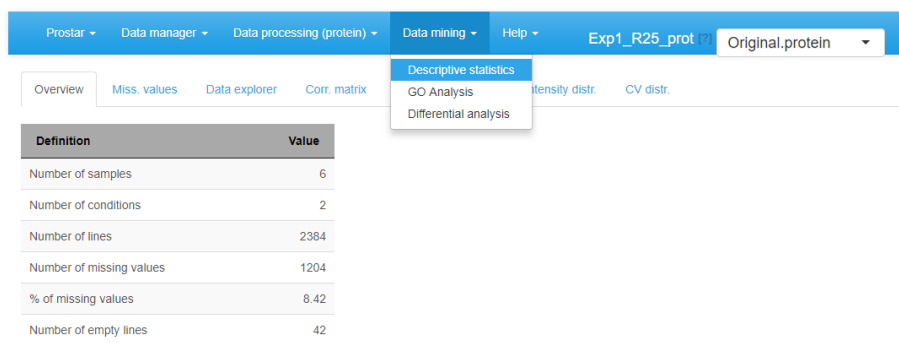 Prostar Data manager Data processing (protein) Data mining Help Exp1_R25_prot [?] Original.protein
Descriptive statistics
GO Analysis
Differential analysis
Overview Miss. values Data explorer Corr. matrix distr. CV distr.
Definition Value
Number of samples 6
Number of conditions 2
Number of lines 2384
Number of missing values 1204
% of missing values 8.42
Number of empty lines 42